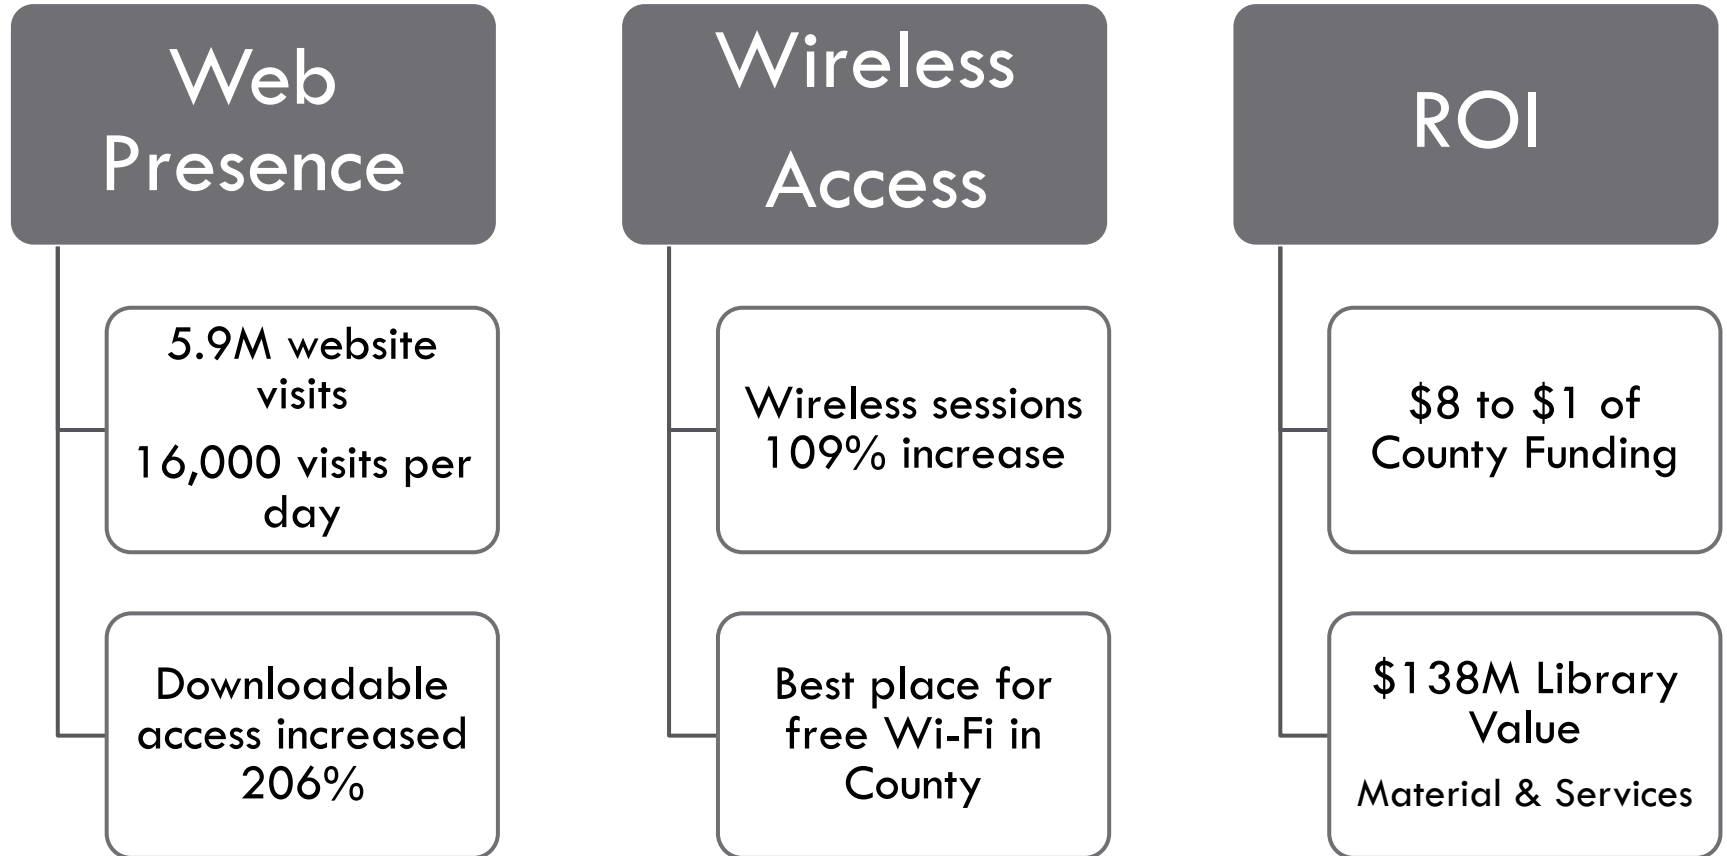 Web
Presence
5.9M website
visits
16,000 visits per
day
Downloadable
access increased
206%
Wireless
Access
Wireless sessions
109% increase
Best place for
free Wi-Fi in
County
ROI
$8 to $1 of
County Funding
$138M Library
Value
Material & Services